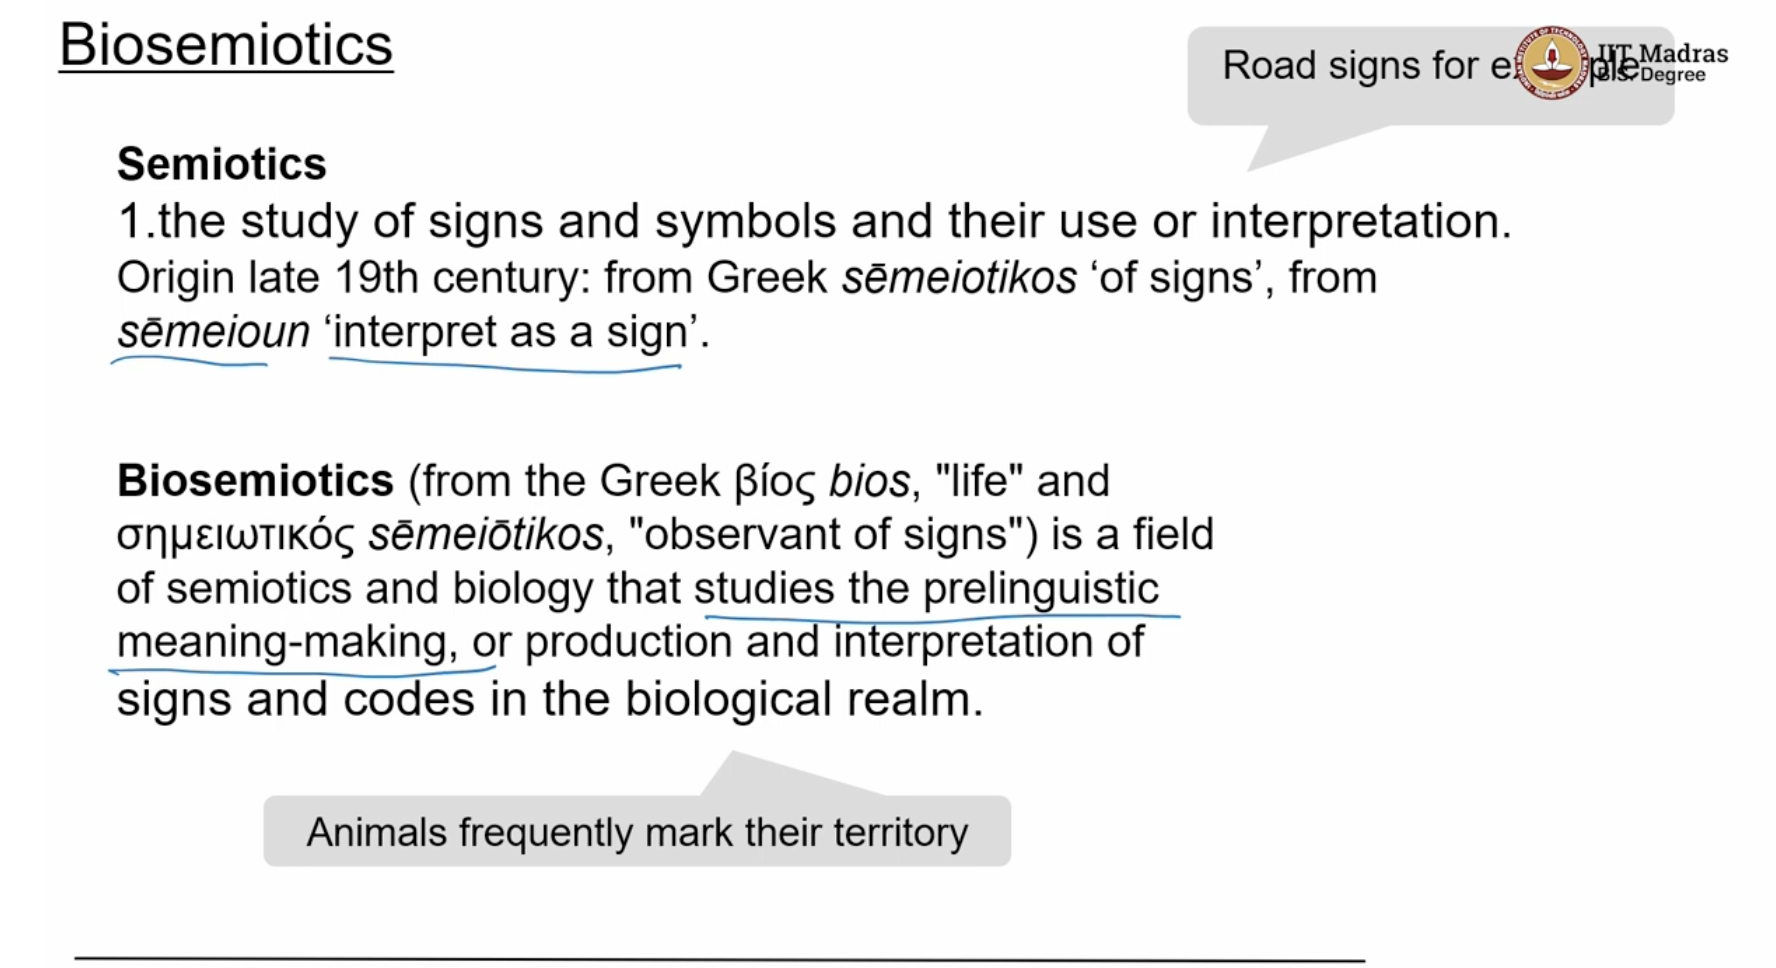 Biosemiotics
Road signs for example
IIT Madras
BS Degree
Semiotics
1.the study of signs and symbols and their use or interpretation.
Origin late 19th century: from Greek sēmeiotikos ‘of signs’, from
sēmeioun ‘interpret as a sign’.
Biosemiotics (from the Greek βίος bios, "life" and
σημειωτικός sēmeiōtikos, "observant of signs") is a field
of semiotics and biology that studies the prelinguistic
meaning-making, or production and interpretation of
signs and codes in the biological realm.
Animals frequently mark their territory